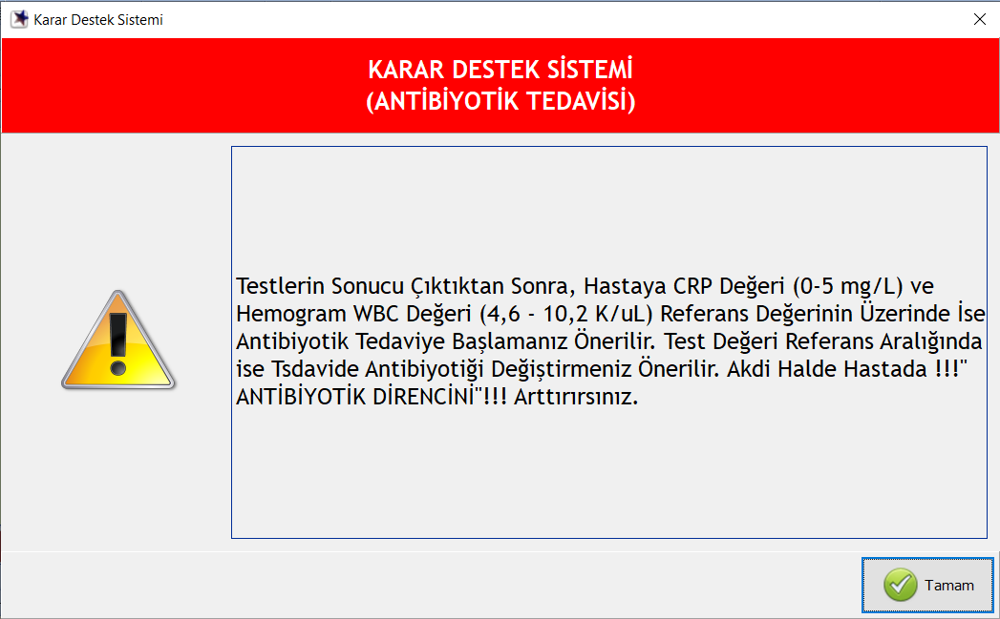 Karar Destek Sistemi
KARAR DESTEK SİSTEMİ
(ANTİBİYOTİK TEDAVİSİ)
Testlerin Sonucu Çıktıktan Sonra, Hastaya CRP Değeri (0-5 mg/L) ve
Hemogram WBC Değeri (4,6 - 10,2 K/uL) Referans Değerinin Üzerinde İse
Antibiyotik Tedaviye Başlamanız Önerilir. Test Değeri Referans Aralığında
ise Tsdavide Antibiyotiği Değiştirmeniz Önerilir. Akdi Halde Hastada !!!"
ANTİBİYOTİK DİRENCİNİ"!!! Arttırırsınız.
Tamam